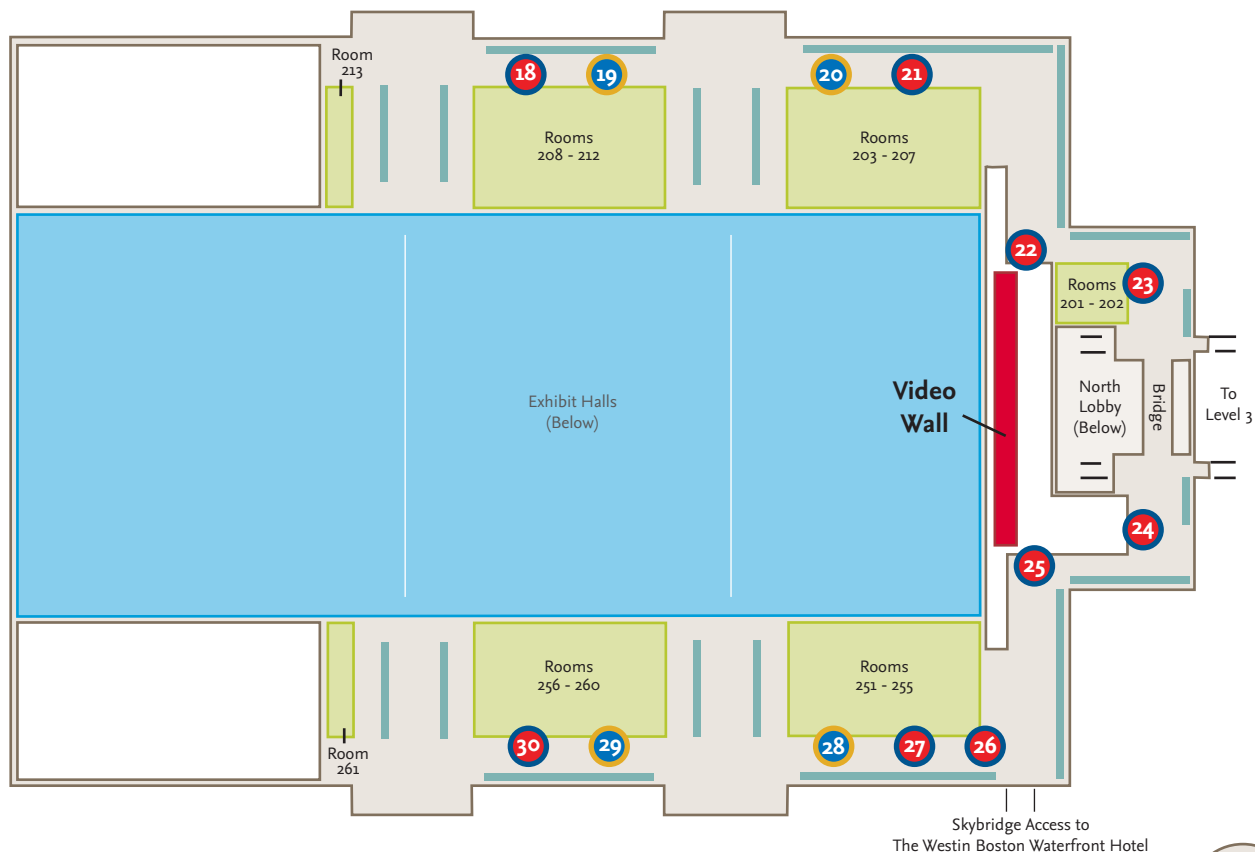 Room
213
18
19
20
21
Rooms
208 - 212
Rooms
203 - 207
22
Rooms
201 - 202
23
Exhibit Halls
(Below)
Video
Wall
North
Lobby
(Below)
Bridge
To
Level 3
24
25
Rooms
256 - 260
Rooms
251 - 255
Room
261
30
29
28
27
26
Skybridge Access to
The Westin Boston Waterfront Hotel